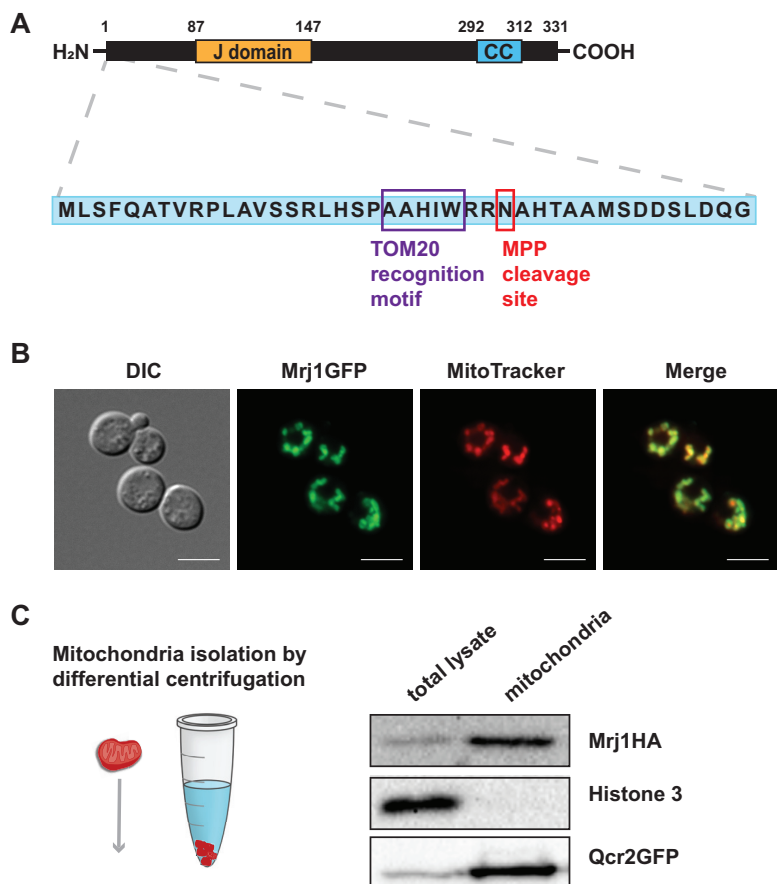 A
1 87 147 292 312 331
H₂N J domain CC COOH
MLSFQATVRPLAVSSRLHSPAAHIWRRNAHTAAMSDDSLDQG
TOM20 MPP
recognition cleavage
motif site
B
DIC Mrj1GFP MitoTracker Merge
C
Mitochondria isolation by
differential centrifugation
total lysate mitochondria
Mrj1HA
Histone 3
Qcr2GFP